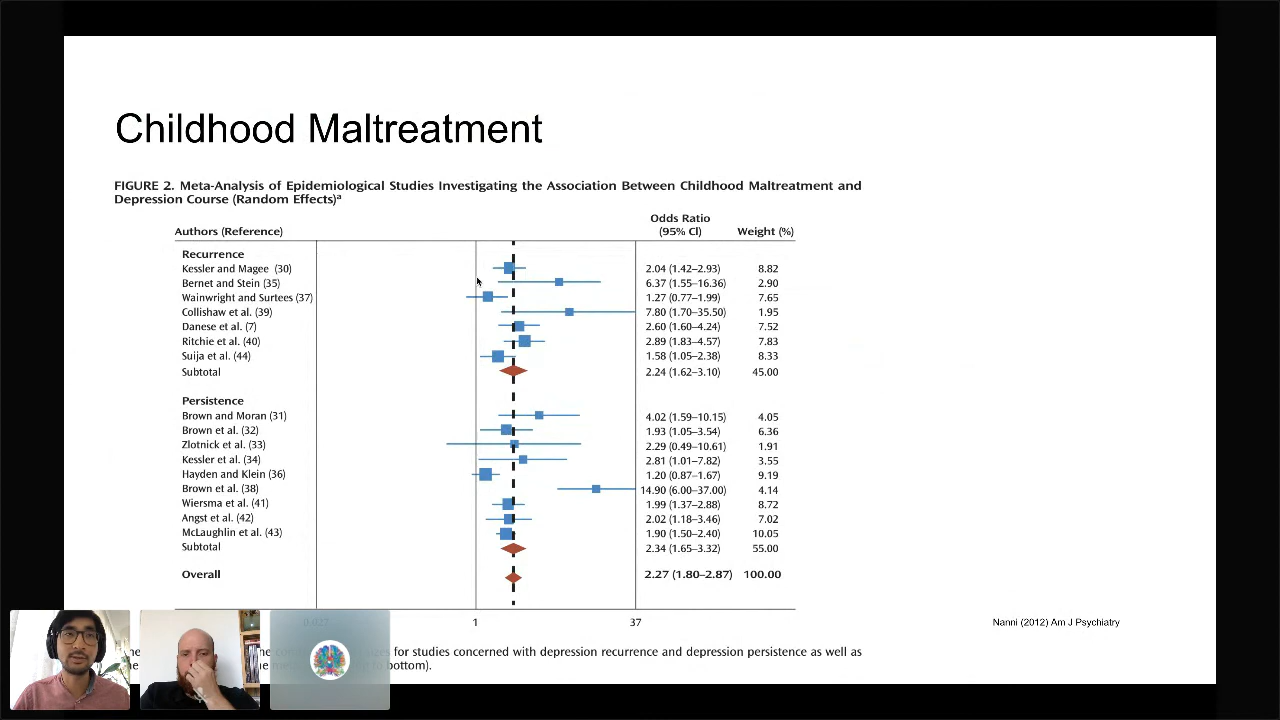 Childhood Maltreatment
FIGURE 2. Meta-Analysis of Epidemiological Studies Investigating the Association Between Childhood Maltreatment and
Depression Course (Random Effects)ª
Authors (Reference) Odds Ratio (95% CI) Weight (%)
Recurrence
Kessler and Magee (30) 2.04 (1.42–2.93) 8.82
Bernet and Stein (35) 6.37 (1.55–16.36) 2.90
Wainwright and Surtees (37) 1.27 (0.77–1.99) 7.65
Collishaw et al. (39) 7.80 (1.70–35.50) 1.95
Danese et al. (7) 2.60 (1.60–4.24) 7.52
Ritchie et al. (40) 2.89 (1.83–4.57) 7.83
Suija et al. (44) 1.58 (1.05–2.38) 8.33
Subtotal 2.24 (1.62–3.10) 45.00
Persistence
Brown and Moran (31) 4.02 (1.59–10.15) 4.05
Brown et al. (32) 1.93 (1.05–3.54) 6.36
Zlotnick et al. (33) 2.29 (0.49–10.61) 1.91
Kessler et al. (34) 2.81 (1.01–7.82) 3.55
Hayden and Klein (36) 1.20 (0.87–1.67) 9.19
Brown et al. (38) 14.90 (6.00–37.00) 4.14
Wiersma et al. (41) 1.99 (1.37–2.88) 8.72
Angst et al. (42) 2.02 (1.18–3.46) 7.02
McLaughlin et al. (43) 1.90 (1.50–2.40) 10.05
Subtotal 2.34 (1.65–3.32) 55.00
Overall 2.27 (1.80–2.87) 100.00
0.027 1 37
Nanni (2012) Am J Psychiatry
for studies concerned with depression recurrence and depression persistence as well as
bottom).